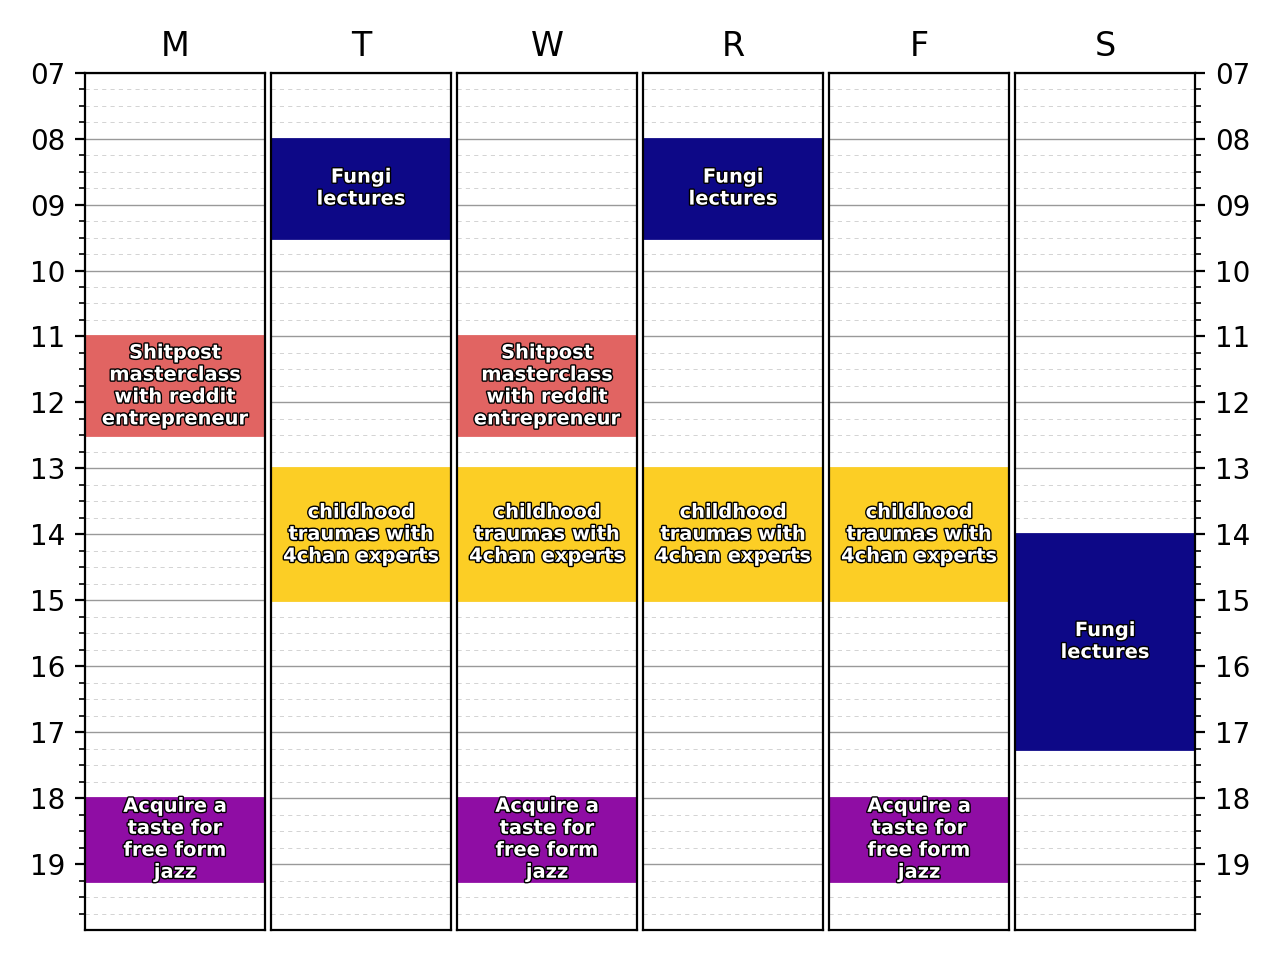 M T W R F S
07 07
08 08
Fungi Fungi
lectures lectures
09 09
10 10
11 11
Shitpost Shitpost
masterclass masterclass
with reddit with reddit
entrepreneur entrepreneur
12 12
13 13
childhood childhood childhood childhood
traumas with traumas with traumas with traumas with
4chan experts 4chan experts 4chan experts 4chan experts
14 14
15 15
Fungi
lectures
16 16
17 17
18 18
Acquire a Acquire a Acquire a
taste for taste for taste for
free form free form free form
jazz jazz jazz
19 19